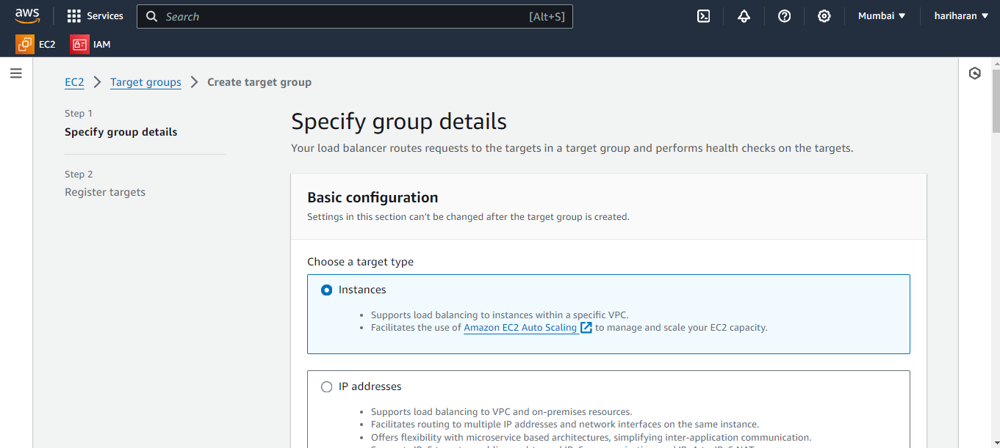 aws
Services
Search [Alt+S]
Mumbai
hariharan
EC2
IAM
EC2 Target groups Create target group
Step 1
Specify group details
Step 2
Register targets
Specify group details
Your load balancer routes requests to the targets in a target group and performs health checks on the targets.
Basic configuration
Settings in this section can't be changed after the target group is created.
Choose a target type
Instances
Supports load balancing to instances within a specific VPC.
Facilitates the use of Amazon EC2 Auto Scaling to manage and scale your EC2 capacity.
IP addresses
Supports load balancing to VPC and on-premises resources.
Facilitates routing to multiple IP addresses and network interfaces on the same instance.
Offers flexibility with microservice based architectures, simplifying inter-application communication.